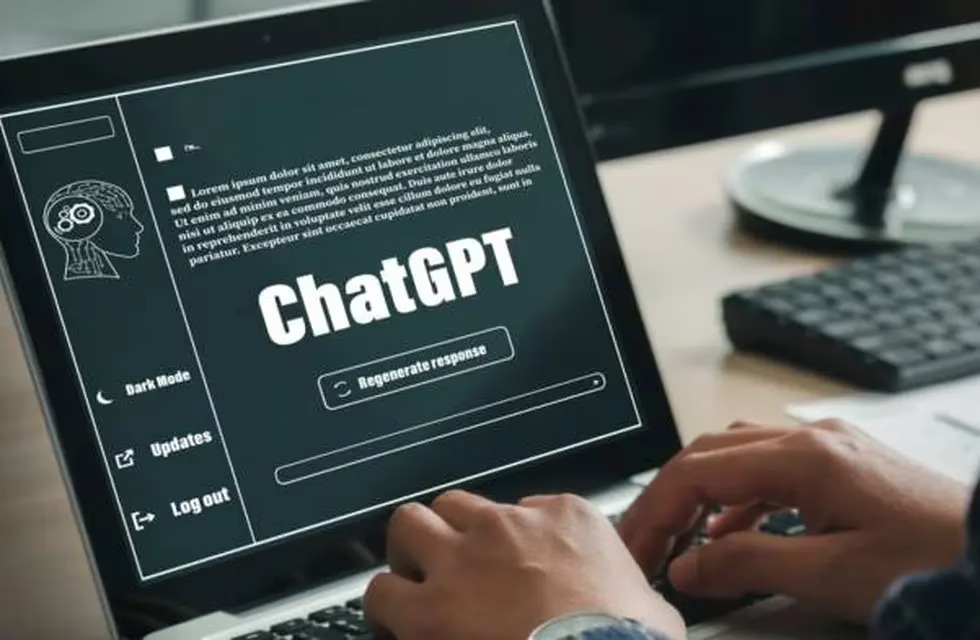 Lorem ipsum dolor sit amet, consectetur adipiscing elit,
sed do eiusmod tempor incididunt ut labore et dolore magna aliqua.
Ut enim ad minim veniam, quis nostrud exercitation ullamco laboris
nisi ut aliquip ex ea commodo consequat. Duis aute irure dolor
in reprehenderit in voluptate velit esse cillum dolore eu fugiat nulls
pariatur. Excepteur sint occaecat cupidatat non proident, sunt in
ChatGPT
Regenerate response
Dark Mode
Updates
Log out